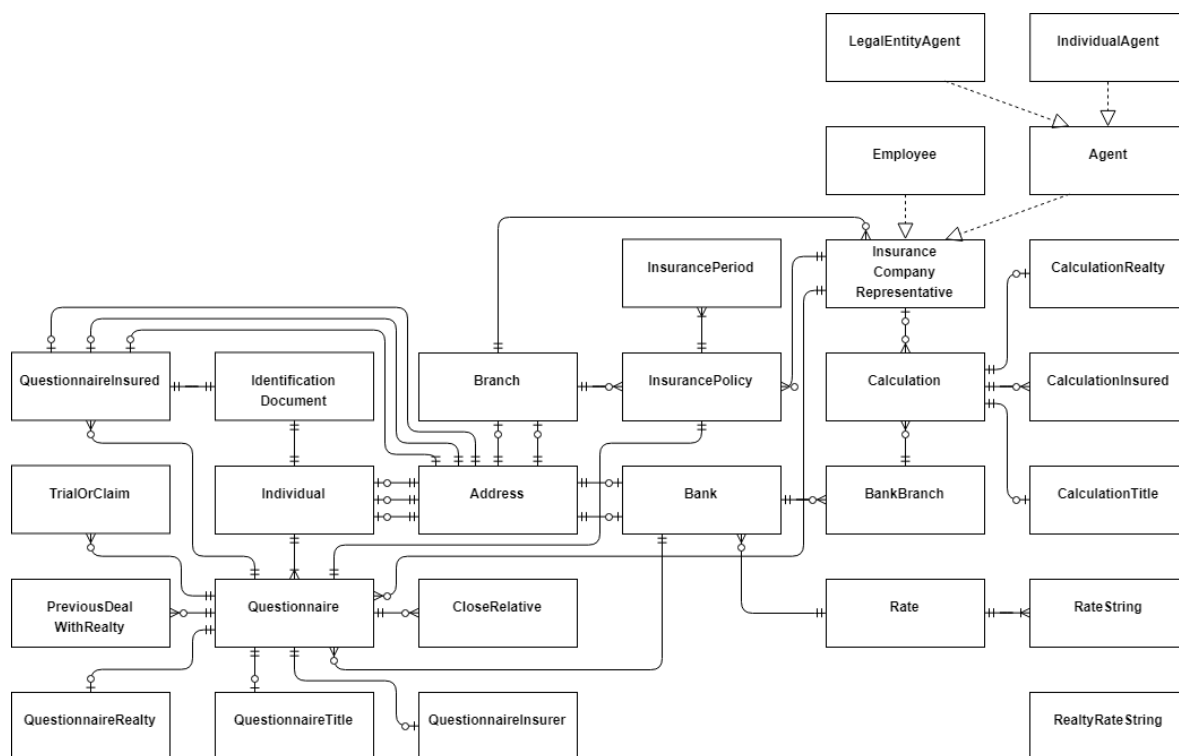 LegalEntityAgent
IndividualAgent
Employee
Agent
InsurancePeriod
Insurance
Company
Representative
CalculationRealty
QuestionnaireInsured
Identification
Document
Branch
InsurancePolicy
Calculation
CalculationInsured
TrialOrClaim
Individual
Address
Bank
BankBranch
CalculationTitle
PreviousDeal
WithRealty
Questionnaire
CloseRelative
Rate
RateString
QuestionnaireRealty
QuestionnaireTitle
QuestionnaireInsurer
RealtyRateString